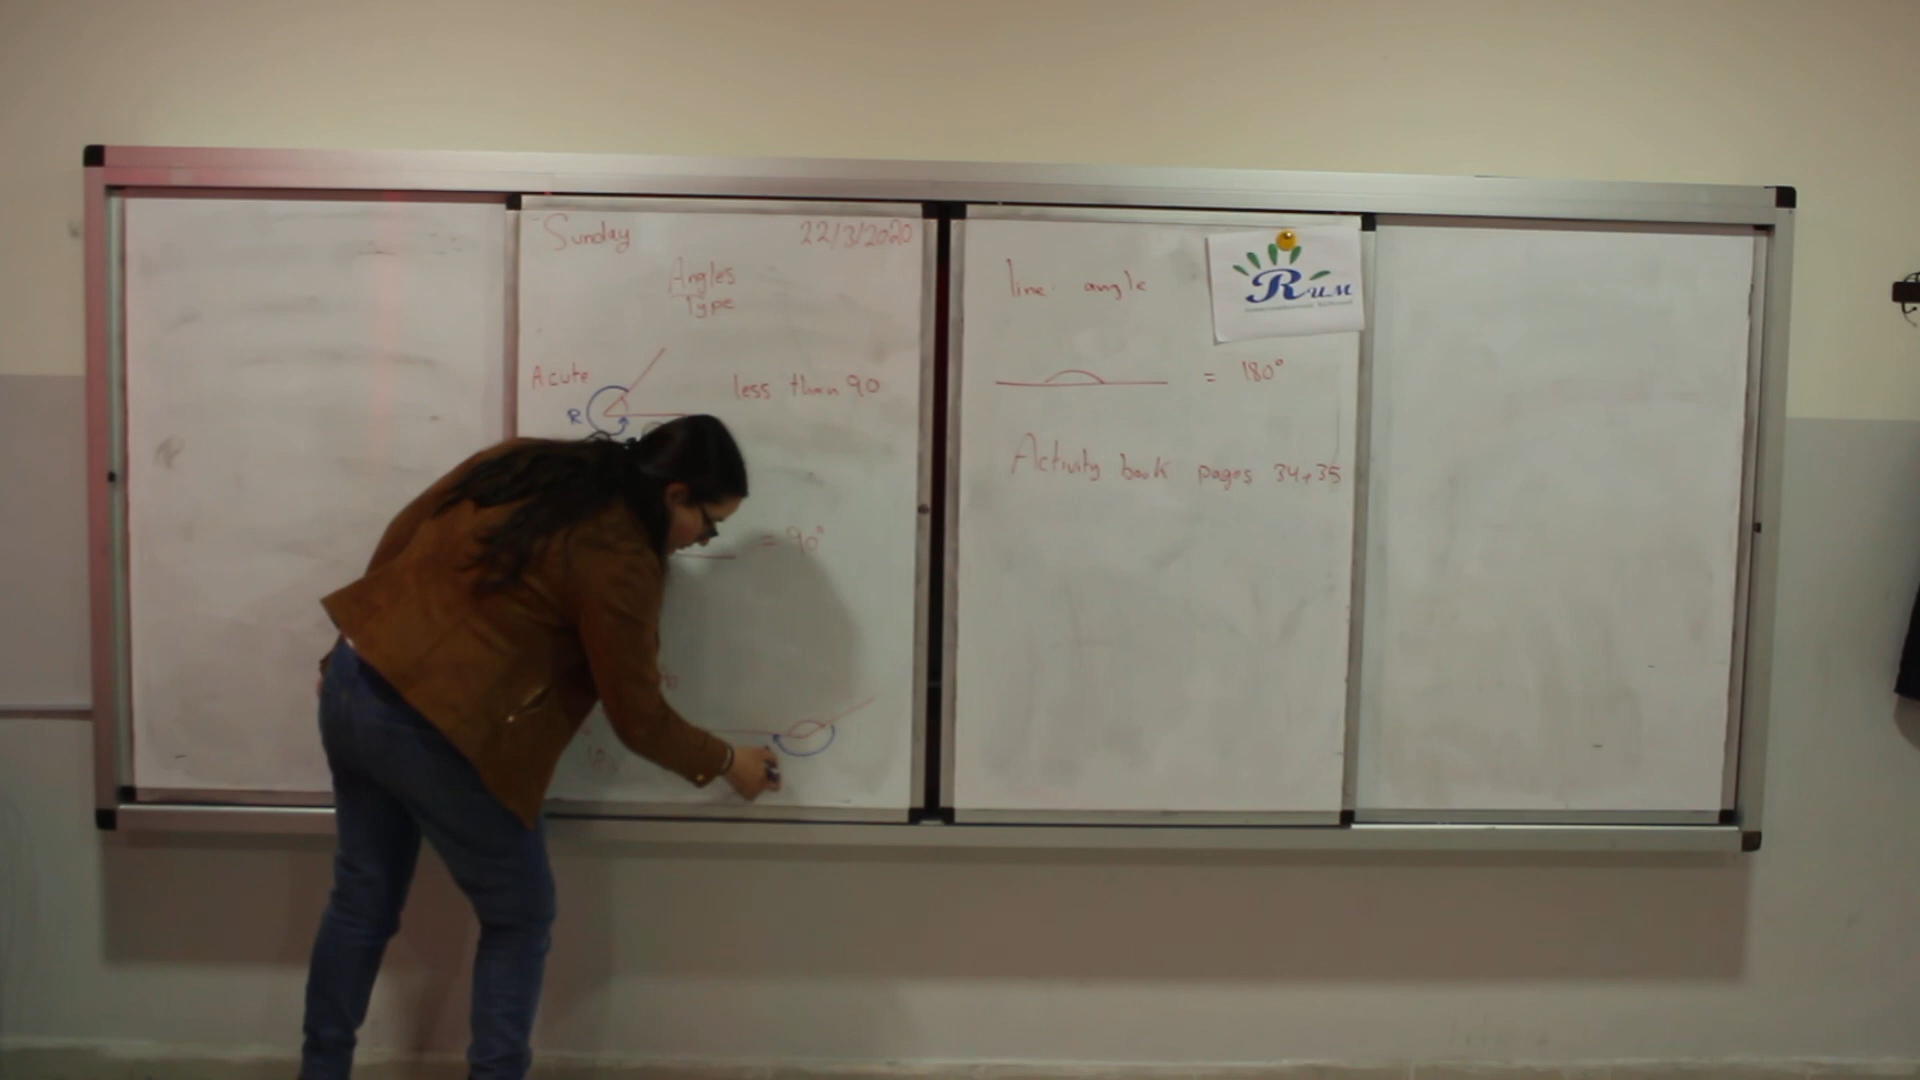 Sunday 22/3/2020
Angles
Type
Acute less than 90
R
= 90°
line angle
= 180°
Activity book pages 34+35
Rum